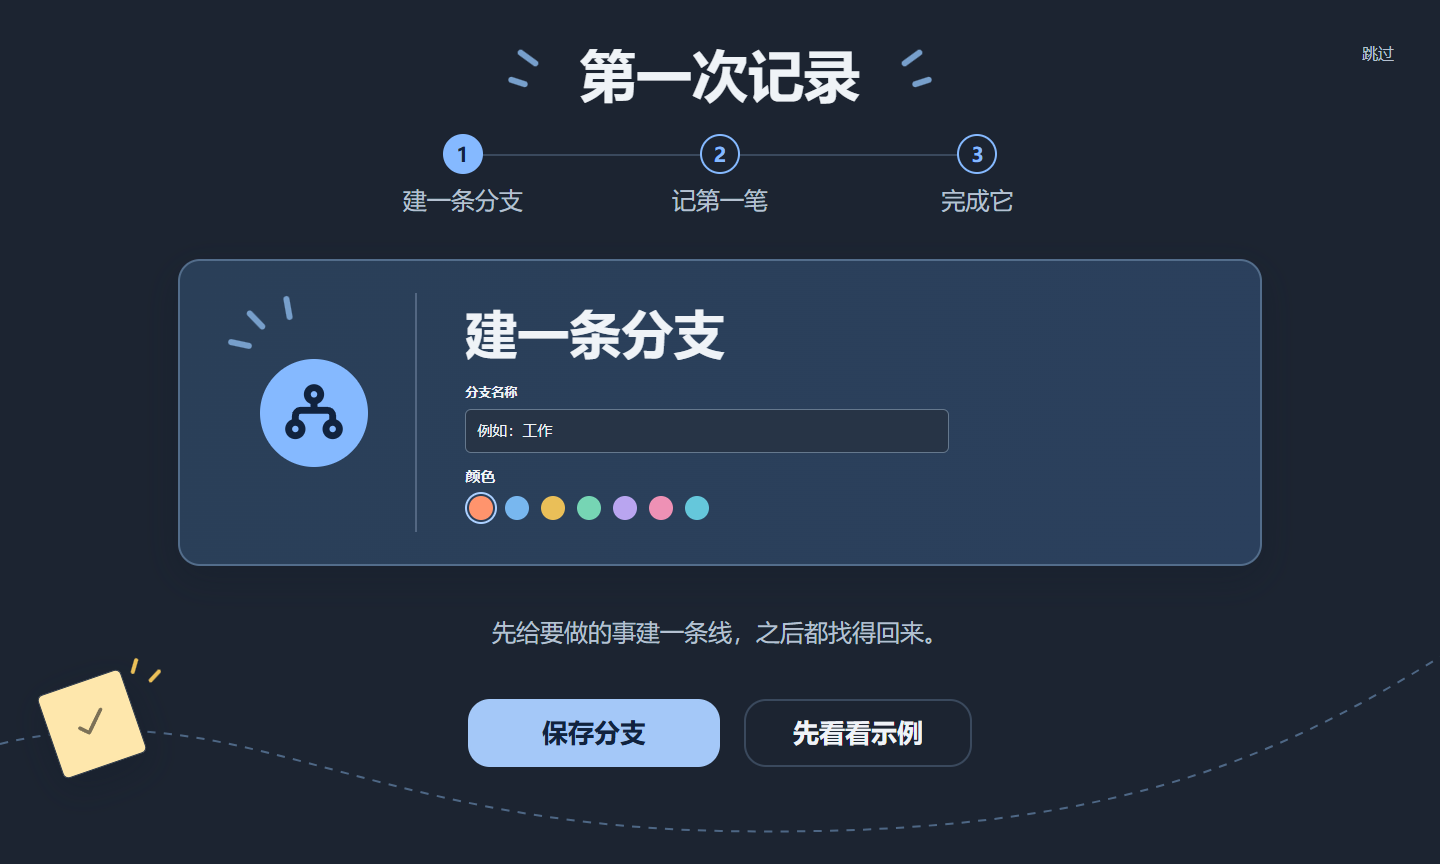 第一次记录
跳过
1
2
3
建一条分支
记第一笔
完成它
建一条分支
分支名称
例如：工作
颜色
先给要做的事建一条线，之后都找得回来。
保存分支
先看看示例